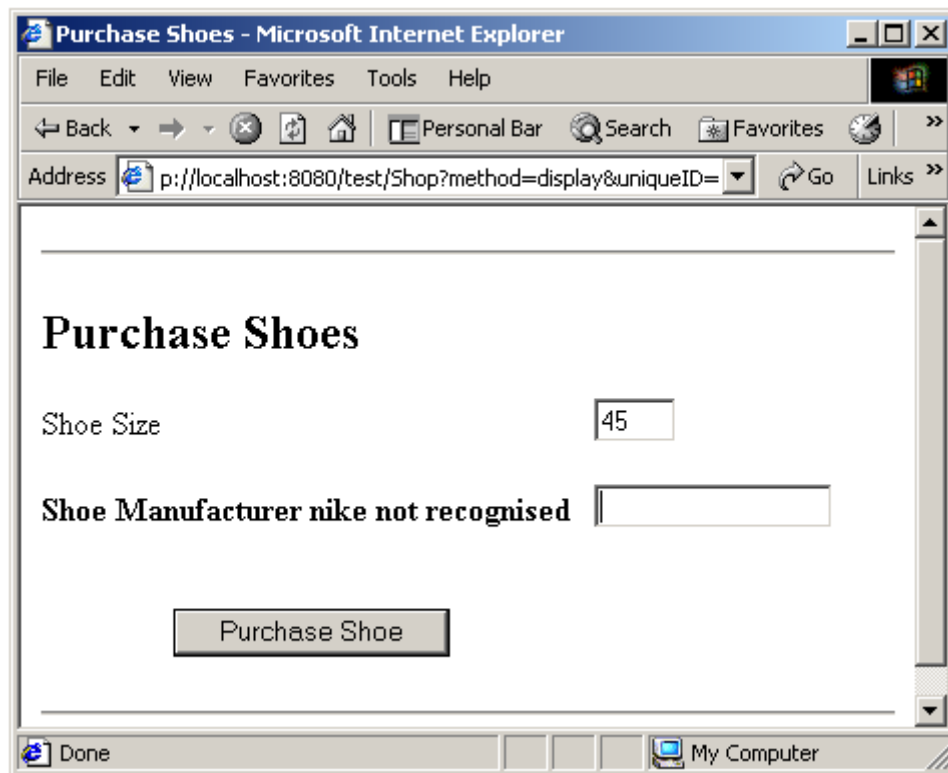 Purchase Shoes - Microsoft Internet Explorer
File Edit View Favorites Tools Help
Back Personal Bar Search Favorites »
Address p://localhost:8080/test/Shop?method=display&uniqueID= Go Links »
Purchase Shoes
Shoe Size 45
Shoe Manufacturer nike not recognised
Purchase Shoe
Done My Computer